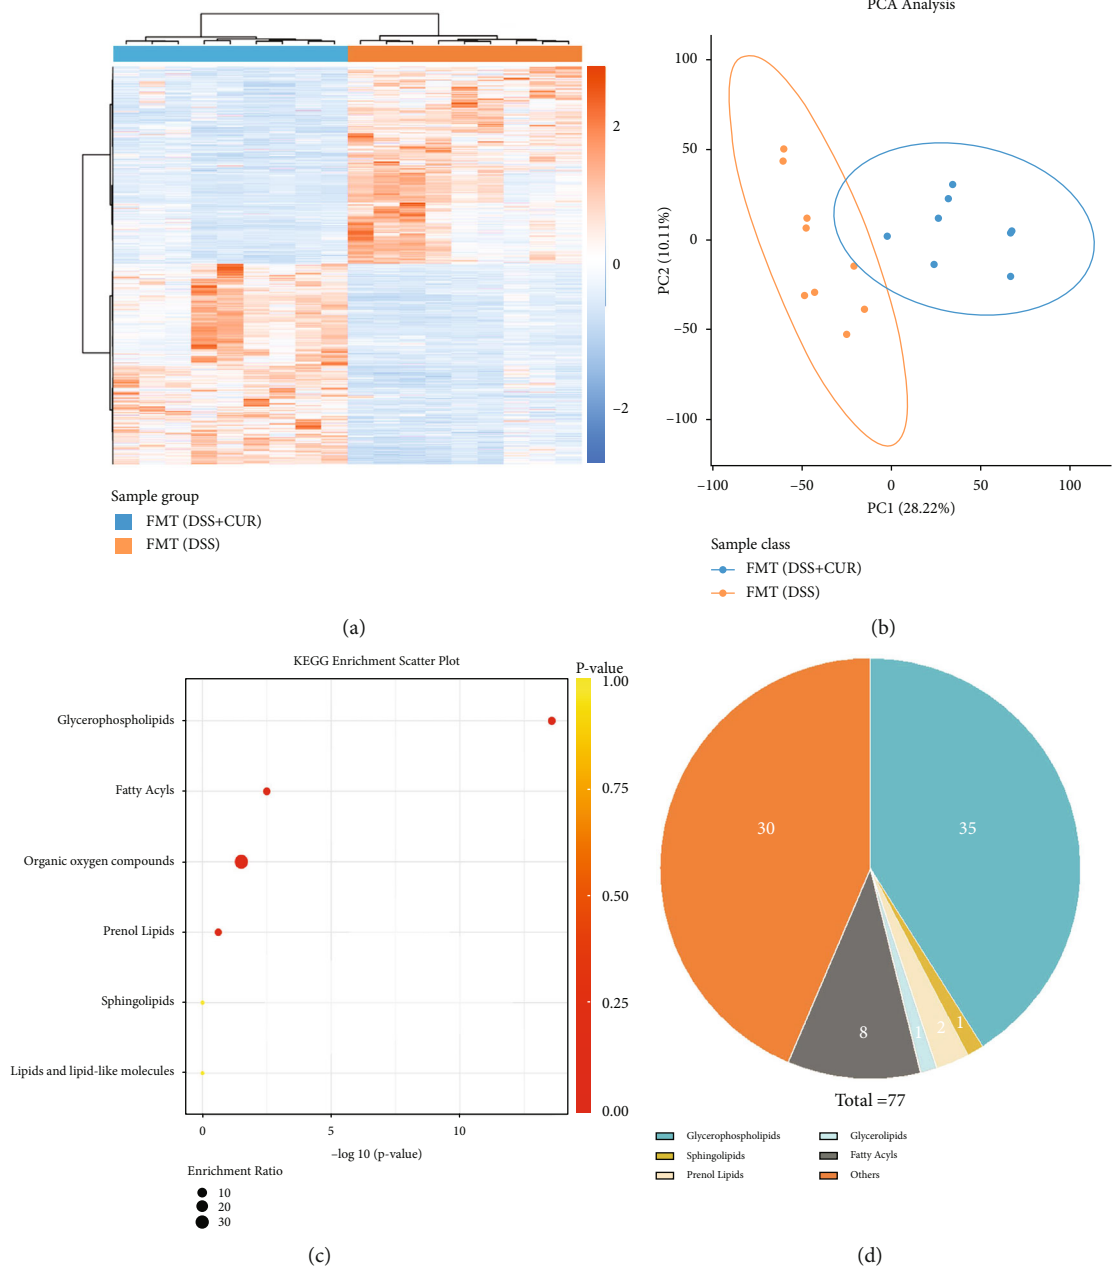 2
0
–2
Sample group
FMT (DSS+CUR)
FMT (DSS)
(a)
PCA Analysis
100
50
0
−50
−100
PC2 (10.11%)
−100
−50
0
50
100
PC1 (28.22%)
Sample class
FMT (DSS+CUR)
FMT (DSS)
(b)
KEGG Enrichment Scatter Plot
Glycerophospholipids
Fatty Acyls
Organic oxygen compounds
Prenol Lipids
Sphingolipids
Lipids and lipid-like molecules
0
5
10
–log 10 (p-value)
P-value
1.00
0.75
0.50
0.25
0.00
Enrichment Ratio
10
20
30
(c)
30
35
8
1
2
1
Total =77
Glycerophospholipids
Sphingolipids
Prenol Lipids
Glycerolipids
Fatty Acyls
Others
(d)